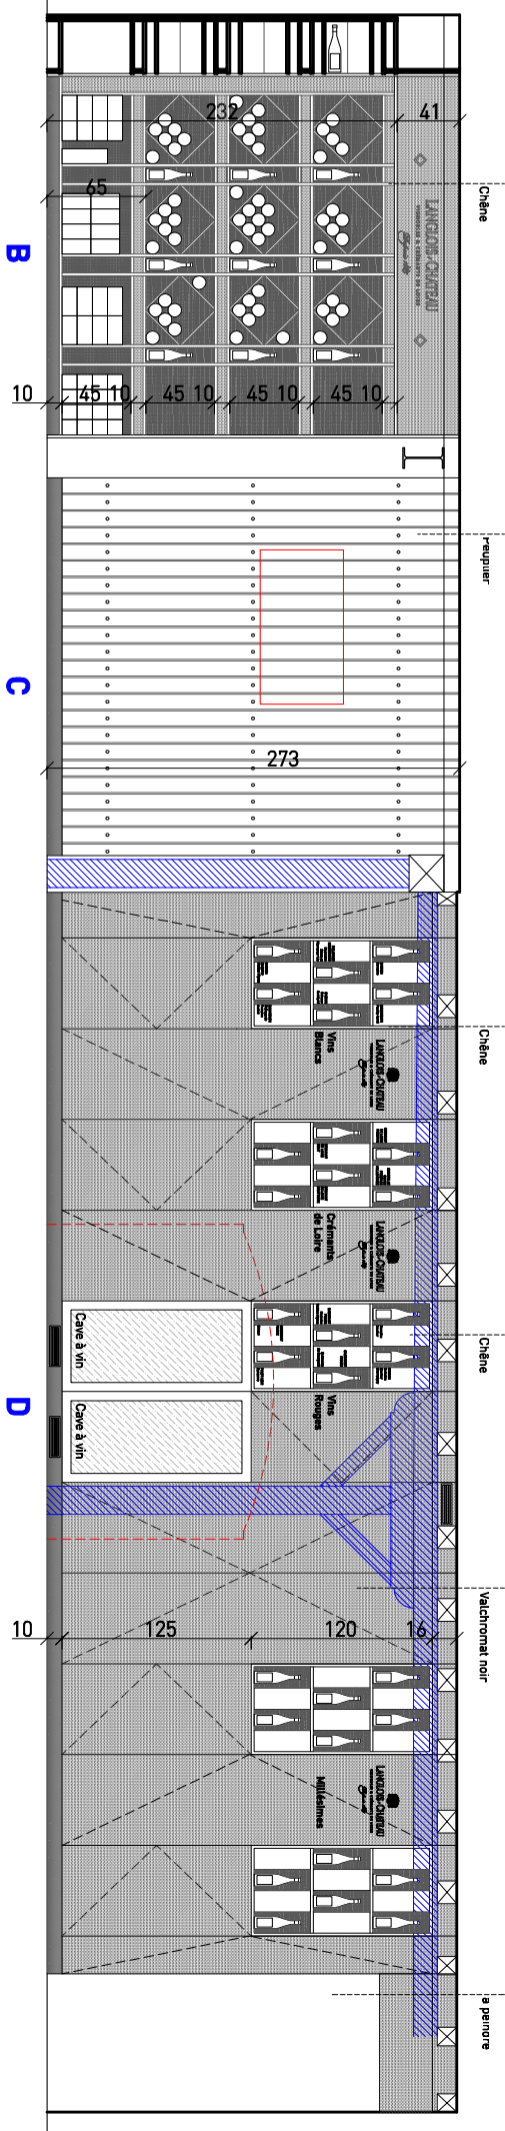 Chêne
Peuplier
Chêne
Chêne
Valchromat noir
a peindre
41
232
65
10
45 10
45 10
45 10
45 10
LANGLOIS-CHATEAU
273
Vins
Blancs
LANGLOIS-CHATEAU
Crémants
de Loire
LANGLOIS-CHATEAU
Vins
Rouges
Cave à vin
Cave à vin
16
120
125
10
Millésimes
LANGLOIS-CHATEAU
B
C
D